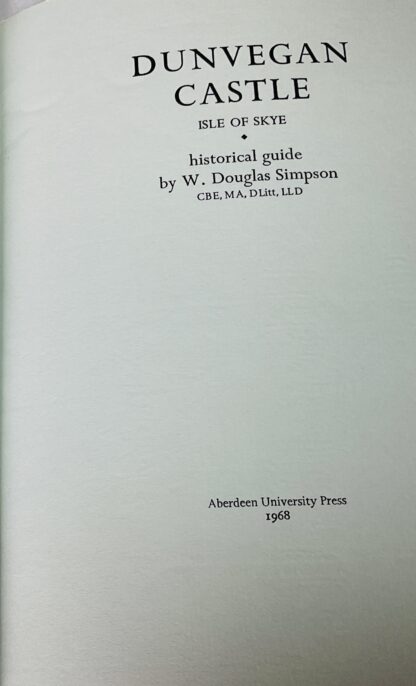 DUNVEGAN
CASTLE
ISLE OF SKYE
historical guide
by W. Douglas Simpson
CBE, MA, DLitt, LLD
Aberdeen University Press
1968